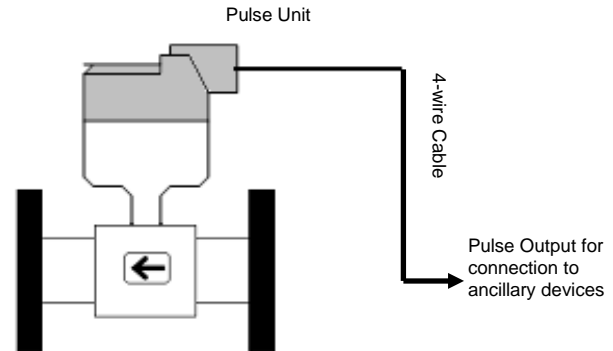 Pulse Unit
4-wire Cable
Pulse Output for
connection to
ancillary devices